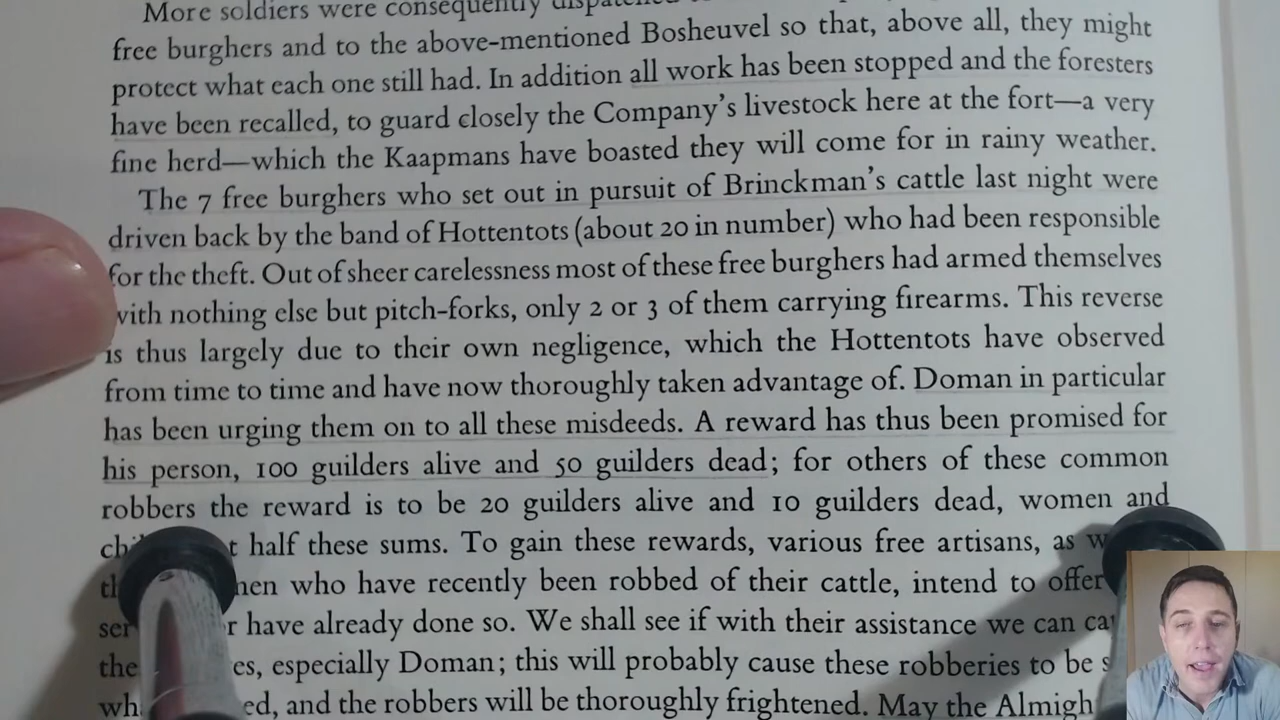 More soldiers were consequently dispatched
free burghers and to the above-mentioned Bosheuvel so that, above all, they might
protect what each one still had. In addition all work has been stopped and the foresters
have been recalled, to guard closely the Company's livestock here at the fort—a very
fine herd—which the Kaapmans have boasted they will come for in rainy weather.
The 7 free burghers who set out in pursuit of Brinckman's cattle last night were
driven back by the band of Hottentots (about 20 in number) who had been responsible
for the theft. Out of sheer carelessness most of these free burghers had armed themselves
with nothing else but pitch-forks, only 2 or 3 of them carrying firearms. This reverse
is thus largely due to their own negligence, which the Hottentots have observed
from time to time and have now thoroughly taken advantage of. Doman in particular
has been urging them on to all these misdeeds. A reward has thus been promised for
his person, 100 guilders alive and 50 guilders dead; for others of these common
robbers the reward is to be 20 guilders alive and 10 guilders dead, women and
half these sums. To gain these rewards, various free artisans, as
who have recently been robbed of their cattle, intend to offer
have already done so. We shall see if with their assistance we can
the especially Doman; this will probably cause these robberies to be
and the robbers will be thoroughly frightened. May the